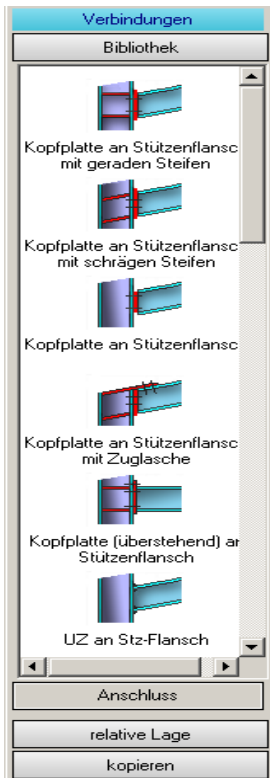 Verbindungen
Bibliothek
Kopfplatte an Stützenflansc
mit geraden Steifen
Kopfplatte an Stützenflansc
mit schrägen Steifen
Kopfplatte an Stützenflansc
Kopfplatte an Stützenflansc
mit Zuglasche
Kopfplatte (überstehend) ar
Stützenflansch
UZ an Stz-Flansch
Anschluss
relative Lage
kopieren